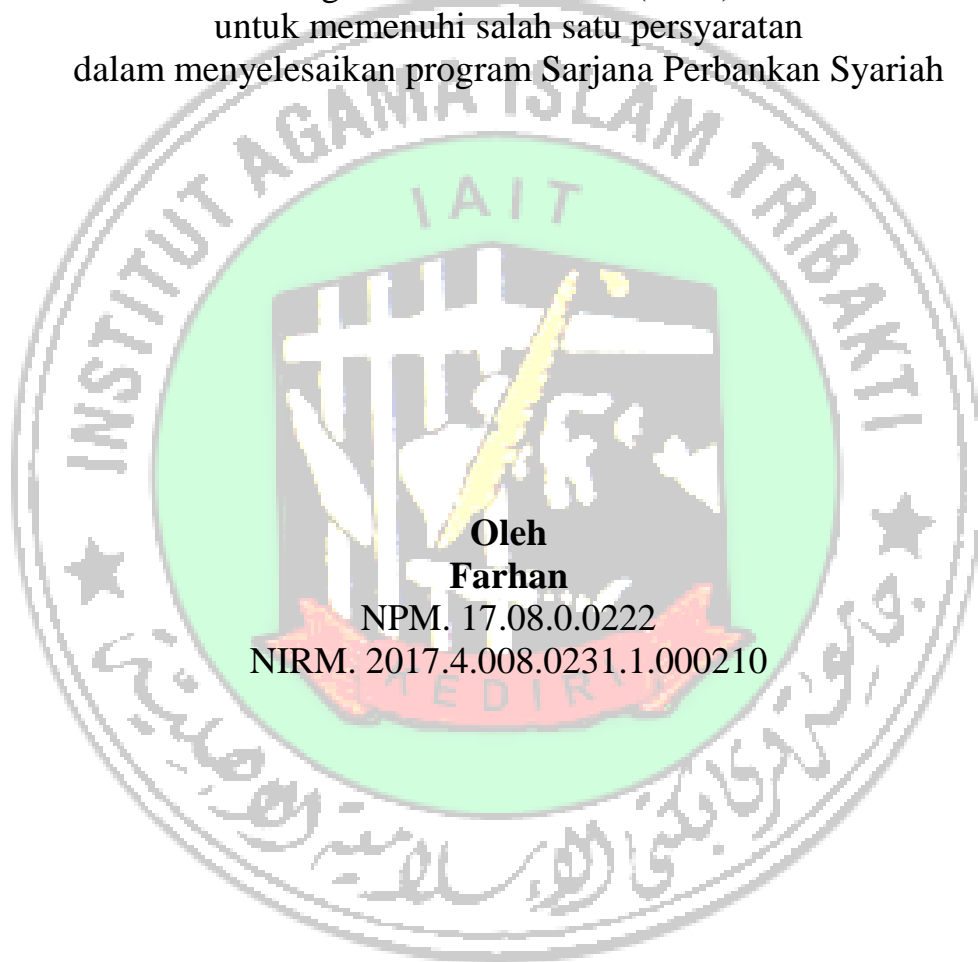 untuk memenuhi salah satu persyaratan
dalam menyelesaikan program Sarjana Perbankan Syariah
INSTITUT AGAMA ISLAM TRIBAKTI
IAIT
Oleh
Farhan
NPM. 17.08.0.0222
NIRM. 2017.4.008.0231.1.000210
KEDIRI